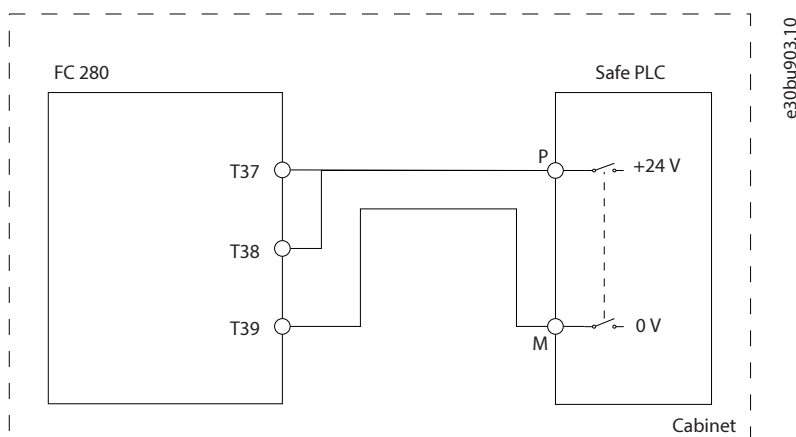 FC 280
Safe PLC
e30bu903.10
T37
P
+24 V
T38
T39
M
0 V
Cabinet